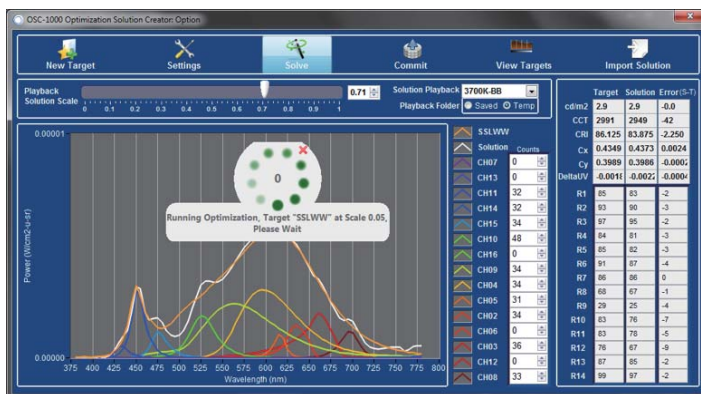 OSC-1000 Optimization Solution Creator: Option
New Target Settings Solve Commit View Targets Import Solution
Playback
Solution Scale
0 0.1 0.2 0.3 0.4 0.5 0.6 0.7 0.8 0.9 1
0.71
Solution Playback 3700K-BB
Playback Folder Saved Temp
0.00001
0.00000
Power (W/cm2-u-sr)
0
Running Optimization, Target "SSLWW" at Scale 0.05,
Please Wait
375 400 425 450 475 500 525 550 575 600 625 650 675 700 725 750 775 800
Wavelength (nm)
SSLWW
Solution Counts
CH07 0
CH13 0
CH11 32
CH14 32
CH15 34
CH10 48
CH16 0
CH09 34
CH04 34
CH05 31
CH02 34
CH06 0
CH03 36
CH12 0
CH08 33
Target Solution Error(S-T)
cd/m2 2.9 2.9 -0.0
CCT 2991 2949 -42
CRI 86.125 83.875 -2.250
Cx 0.4349 0.4373 0.0024
Cy 0.3989 0.3986 -0.0002
DeltaUV -0.0018 -0.0022 -0.0004
R1 85 83 -2
R2 93 90 -3
R3 97 95 -2
R4 84 81 -3
R5 85 82 -3
R6 91 87 -4
R7 86 86 0
R8 68 67 -1
R9 29 25 -4
R10 83 76 -7
R11 83 78 -5
R12 76 67 -9
R13 87 85 -2
R14 99 97 -2